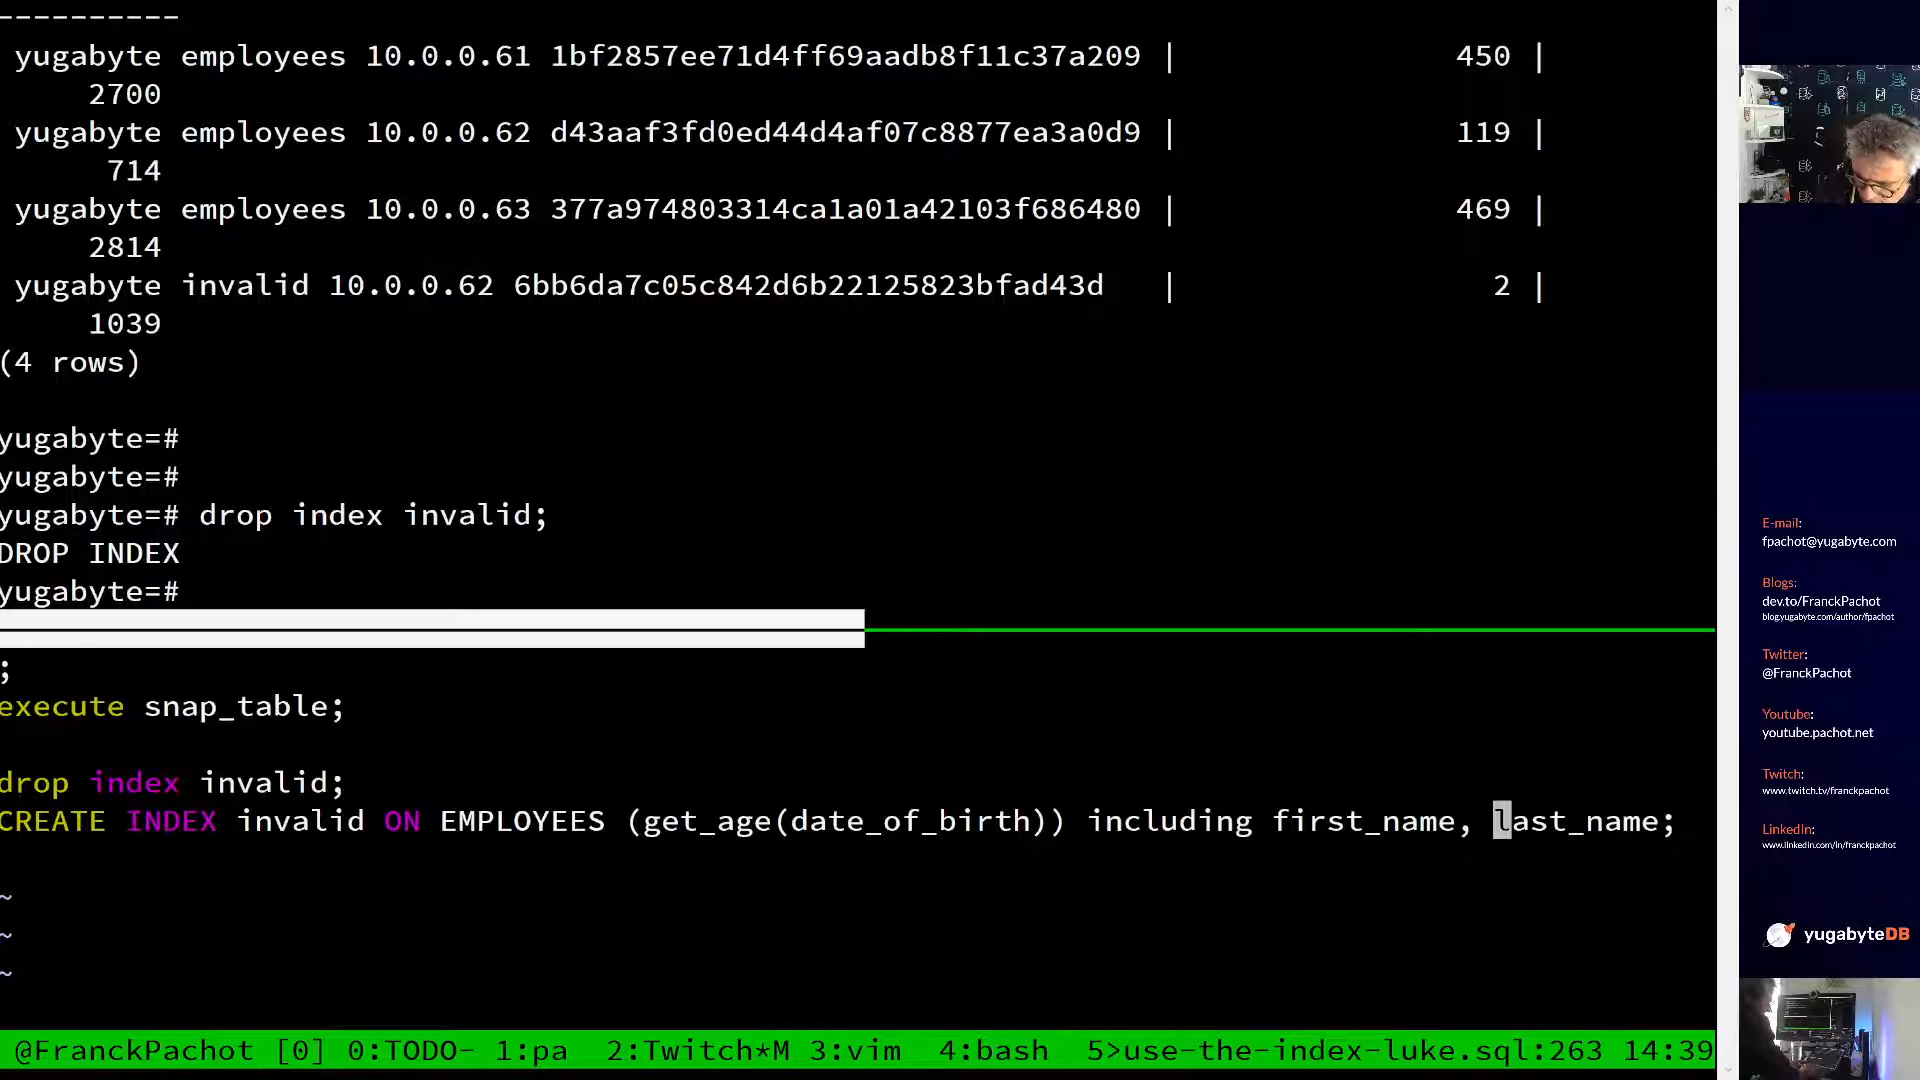 ----------
yugabyte employees 10.0.0.61 1bf2857ee71d4ff69aadb8f11c37a209 | 450 |
2700
yugabyte employees 10.0.0.62 d43aaf3fd0ed44d4af07c8877ea3a0d9 | 119 |
714
yugabyte employees 10.0.0.63 377a974803314ca1a01a42103f686480 | 469 |
2814
yugabyte invalid 10.0.0.62 6bb6da7c05c842d6b22125823bfad43d | 2 |
1039
(4 rows)
yugabyte=#
yugabyte=#
yugabyte=# drop index invalid;
DROP INDEX
yugabyte=#
;
execute snap_table;
drop index invalid;
CREATE INDEX invalid ON EMPLOYEES (get_age(date_of_birth)) including first_name, last_name;
~
~
~
@FranckPachot [0] 0:TODO- 1:pa 2:Twitch*M 3:vim 4:bash 5>use-the-index-luke.sql:263 14:39
E-mail:
fpachot@yugabyte.com
Blogs:
dev.to/FranckPachot
blog.yugabyte.com/author/fpachot
Twitter:
@FranckPachot
Youtube:
youtube.pachot.net
Twitch:
www.twitch.tv/franckpachot
LinkedIn:
www.linkedin.com/in/franckpachot
yugabyteDB